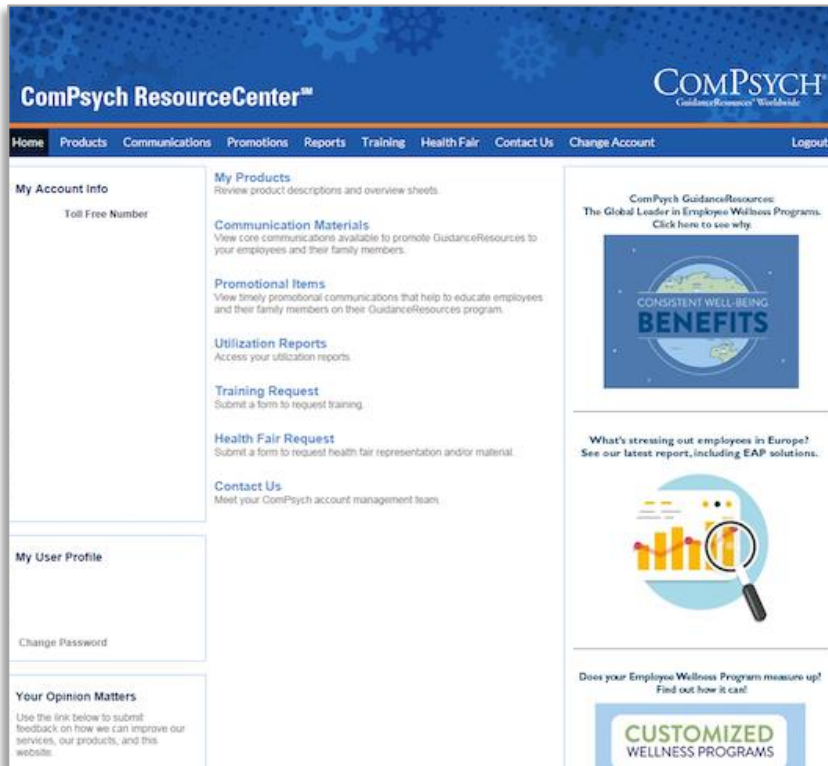 ComPsych ResourceCenter℠
COMPSYCH®
GuidanceResources® Worldwide
Home Products Communications Promotions Reports Training Health Fair Contact Us Change Account Logout
My Account Info
Toll Free Number
My User Profile
Change Password
Your Opinion Matters
Use the link below to submit
feedback on how we can improve our
services, our products, and this
website.
My Products
Review product descriptions and overview sheets.
Communication Materials
View core communications available to promote GuidanceResources to
your employees and their family members.
Promotional Items
View timely promotional communications that help to educate employees
and their family members on their GuidanceResources program.
Utilization Reports
Access your utilization reports.
Training Request
Submit a form to request training.
Health Fair Request
Submit a form to request health fair representation and/or material.
Contact Us
Meet your ComPsych account management team.
ComPsych GuidanceResources:
The Global Leader in Employee Wellness Programs.
Click here to see why.
CONSISTENT WELL-BEING
BENEFITS
What's stressing out employees in Europe?
See our latest report, including EAP solutions.
Does your Employee Wellness Program measure up?
Find out how it can!
CUSTOMIZED
WELLNESS PROGRAMS